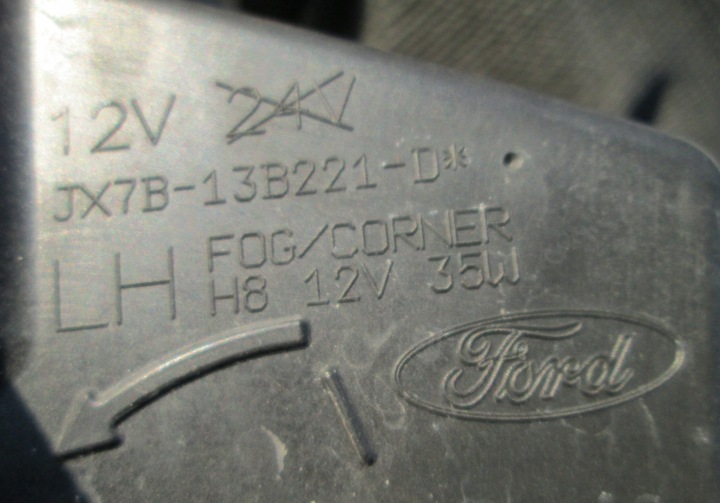 12V 24V
JX7B-13B221-D*
LH FOG/CORNER
H8 12V 35W
Ford